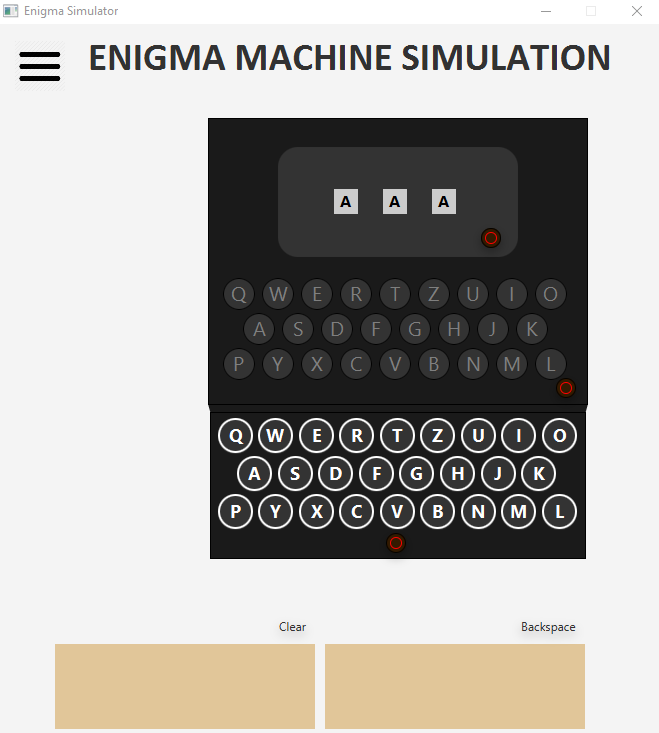 Enigma Simulator
ENIGMA MACHINE SIMULATION
A A A
Q W E R T Z U I O
A S D F G H J K
P Y X C V B N M L
Q W E R T Z U I O
A S D F G H J K
P Y X C V B N M L
Clear Backspace